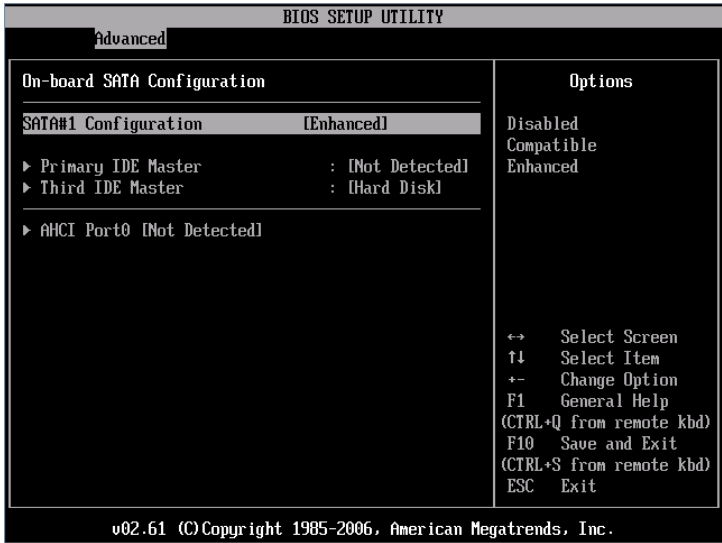 BIOS SETUP UTILITY
Advanced
On-board SATA Configuration
SATA#1 Configuration [Enhanced]
▶ Primary IDE Master : [Not Detected]
▶ Third IDE Master : [Hard Disk]
▶ AHCI Port0 [Not Detected]
Options
Disabled
Compatible
Enhanced
↔ Select Screen
↑↓ Select Item
+- Change Option
F1 General Help
(CTRL+Q from remote kbd)
F10 Save and Exit
(CTRL+S from remote kbd)
ESC Exit
v02.61 (C)Copyright 1985-2006, American Megatrends, Inc.